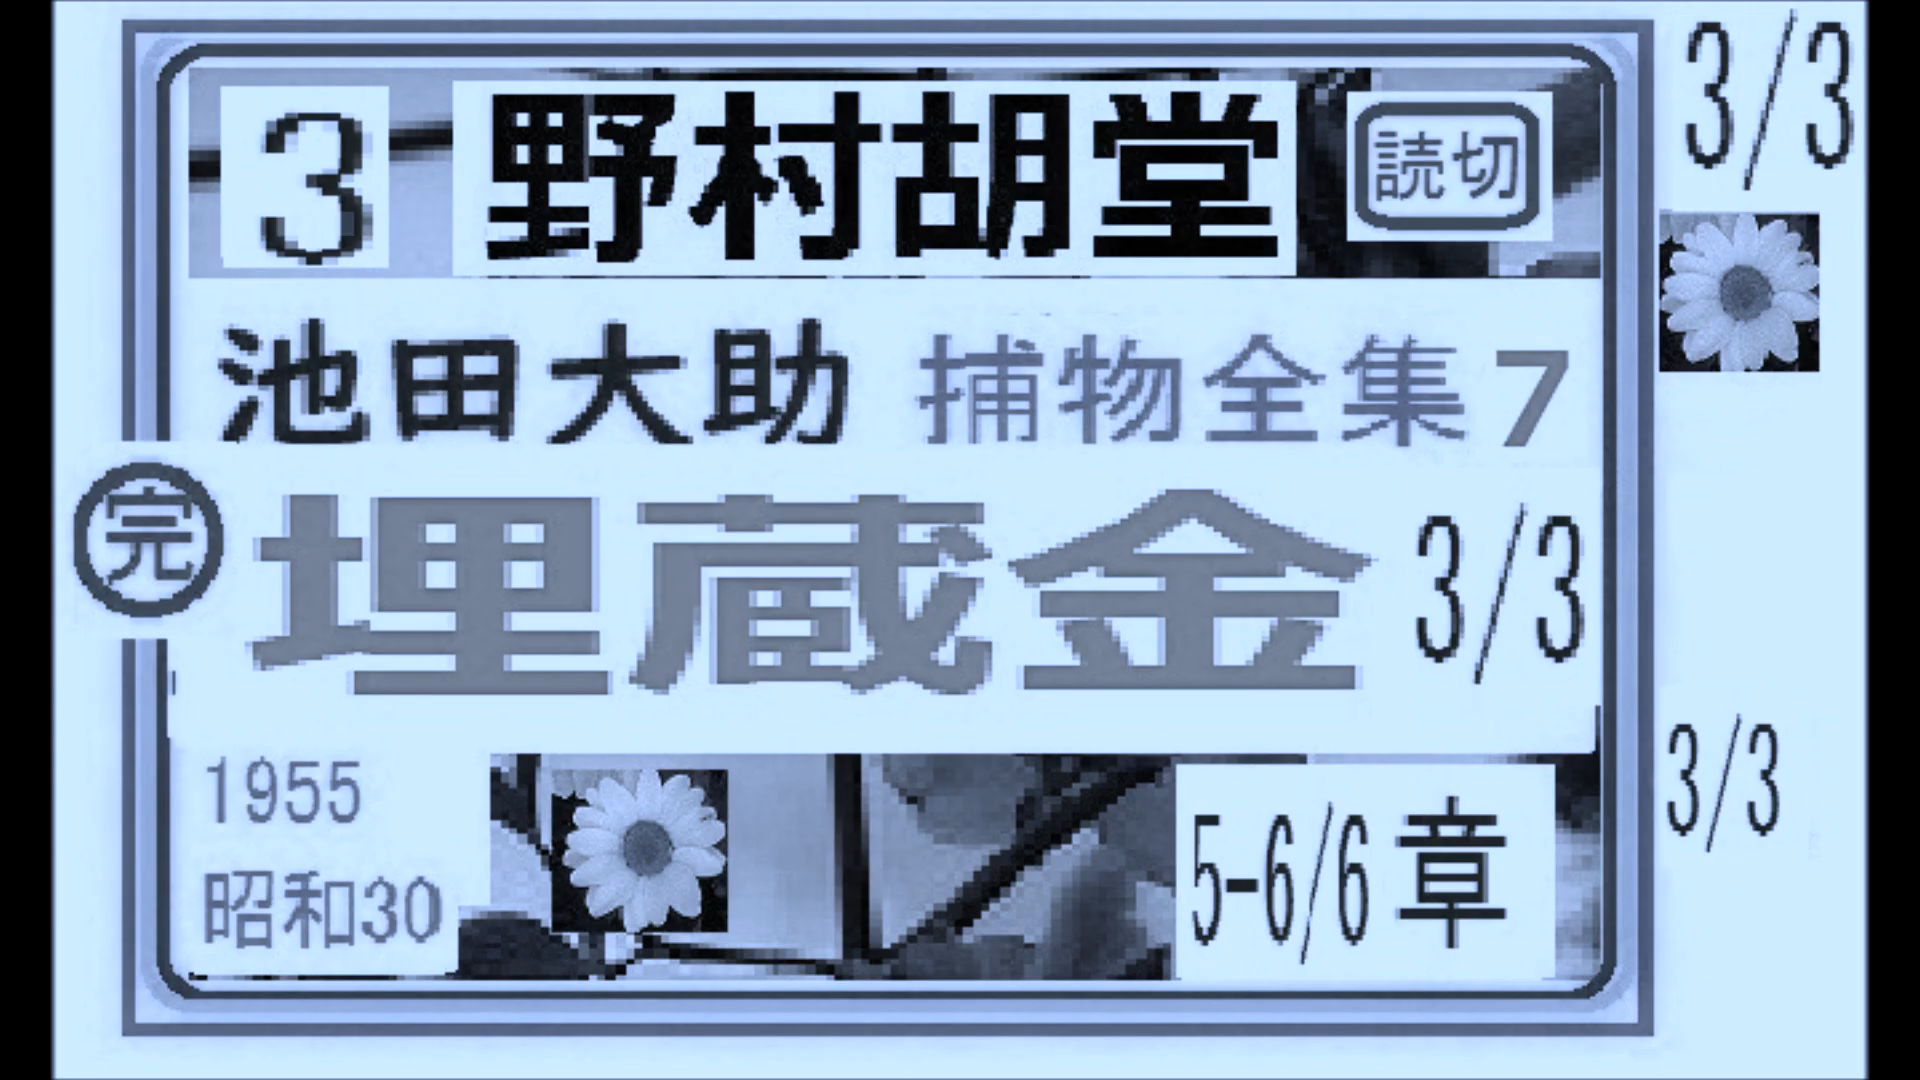 3 野村胡堂 読切 3/3
池田大助 捕物全集7
完 埋蔵金 3/3
1955
昭和30
5-6/6 章
3/3